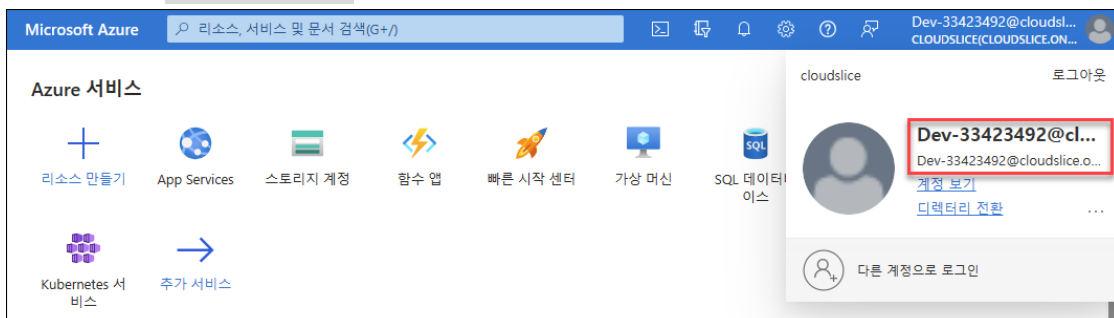 Microsoft Azure
리소스, 서비스 및 문서 검색(G+/)
Dev-33423492@cloudsl...
CLOUDSLICE(CLOUDSLICE.ON...
cloudslice
로그아웃
Azure 서비스
Dev-33423492@cl...
Dev-33423492@cloudslice.o...
계정 보기
디렉터리 전환
...
리소스 만들기
App Services
스토리지 계정
함수 앱
빠른 시작 센터
가상 머신
SQL
SQL 데이터베
이스
다른 계정으로 로그인
Kubernetes 서
비스
추가 서비스